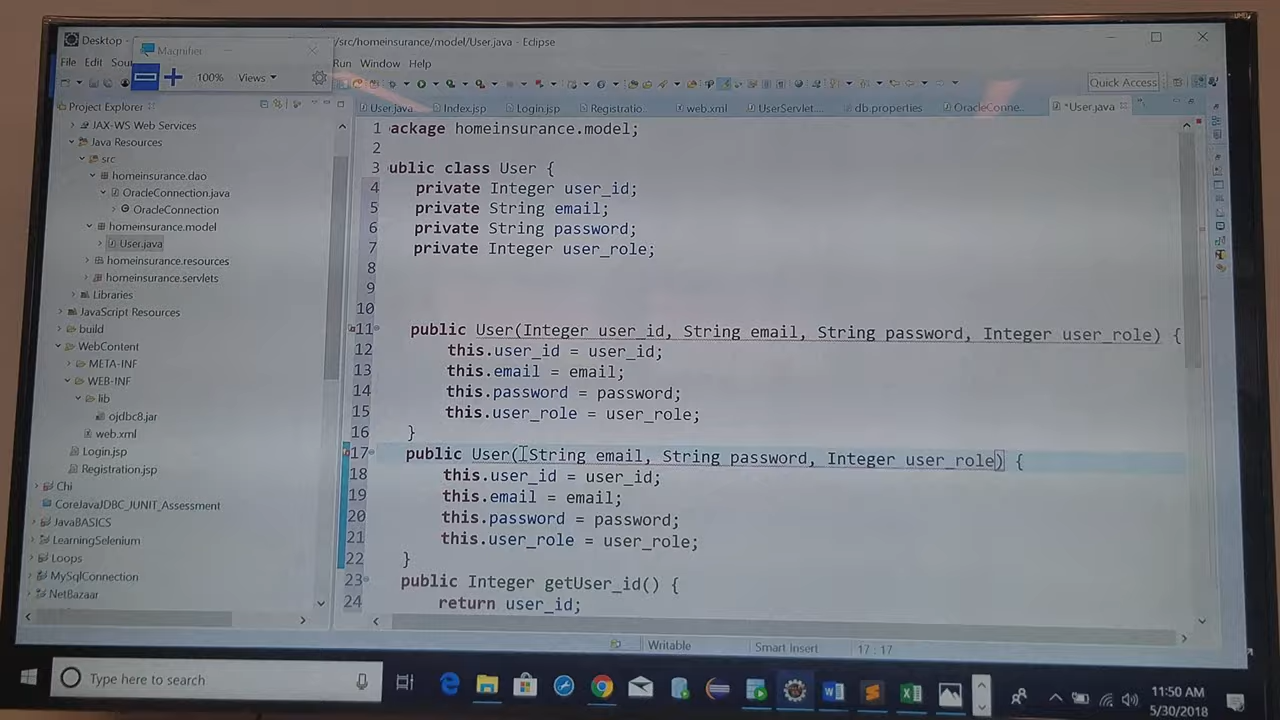 Desktop -
Magnifier
/src/homeinsurance/model/User.java - Eclipse
File Edit Sou
Run Window Help
100% Views
Quick Access
Project Explorer
User.java Index.jsp Login.jsp Registratio... web.xml UserServlet.... db.properties OracleConne... *User.java
JAX-WS Web Services
Java Resources
src
homeinsurance.dao
OracleConnection.java
OracleConnection
homeinsurance.model
User.java
homeinsurance.resources
homeinsurance.servlets
Libraries
JavaScript Resources
build
WebContent
META-INF
WEB-INF
lib
ojdbc8.jar
web.xml
Login.jsp
Registration.jsp
Chi
CoreJavaJDBC_JUNIT_Assessment
JavaBASICS
LearningSelenium
Loops
MySqlConnection
NetBazaar
1 ackage homeinsurance.model;
2
3 ublic class User {
4 private Integer user_id;
5 private String email;
6 private String password;
7 private Integer user_role;
8
9
10
11 public User(Integer user_id, String email, String password, Integer user_role) {
12 this.user_id = user_id;
13 this.email = email;
14 this.password = password;
15 this.user_role = user_role;
16 }
17 public User(String email, String password, Integer user_role) {
18 this.user_id = user_id;
19 this.email = email;
20 this.password = password;
21 this.user_role = user_role;
22 }
23 public Integer getUser_id() {
24 return user_id;
Writable Smart Insert 17 : 17
Type here to search
11:50 AM
5/30/2018